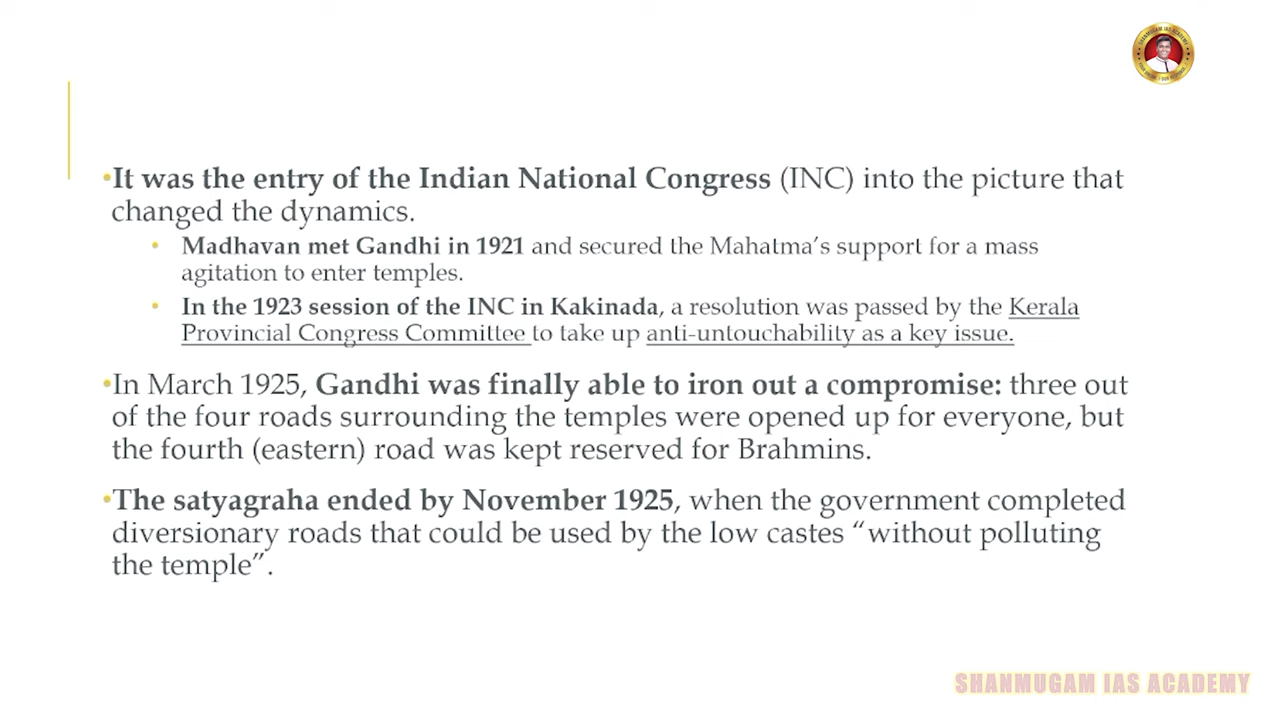 •It was the entry of the Indian National Congress (INC) into the picture that
changed the dynamics.
• Madhavan met Gandhi in 1921 and secured the Mahatma’s support for a mass
agitation to enter temples.
• In the 1923 session of the INC in Kakinada, a resolution was passed by the Kerala
Provincial Congress Committee to take up anti-untouchability as a key issue.
•In March 1925, Gandhi was finally able to iron out a compromise: three out
of the four roads surrounding the temples were opened up for everyone, but
the fourth (eastern) road was kept reserved for Brahmins.
•The satyagraha ended by November 1925, when the government completed
diversionary roads that could be used by the low castes “without polluting
the temple”.
SHANMUGAM IAS ACADEMY